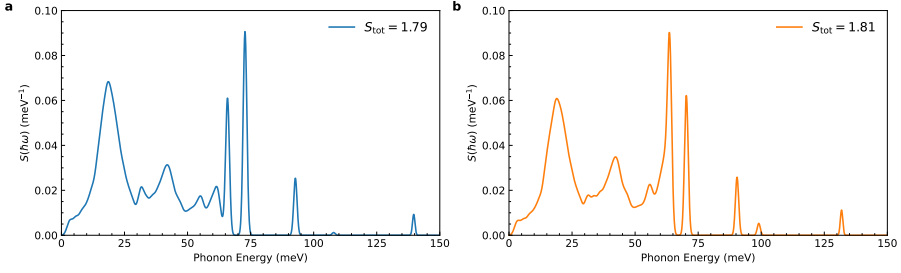 a
S_tot = 1.79
0.10
0.08
0.06
0.04
0.02
0.00
S(ħω) (meV⁻¹)
0 25 50 75 100 125 150
Phonon Energy (meV)
b
S_tot = 1.81
0.10
0.08
0.06
0.04
0.02
0.00
S(ħω) (meV⁻¹)
0 25 50 75 100 125 150
Phonon Energy (meV)